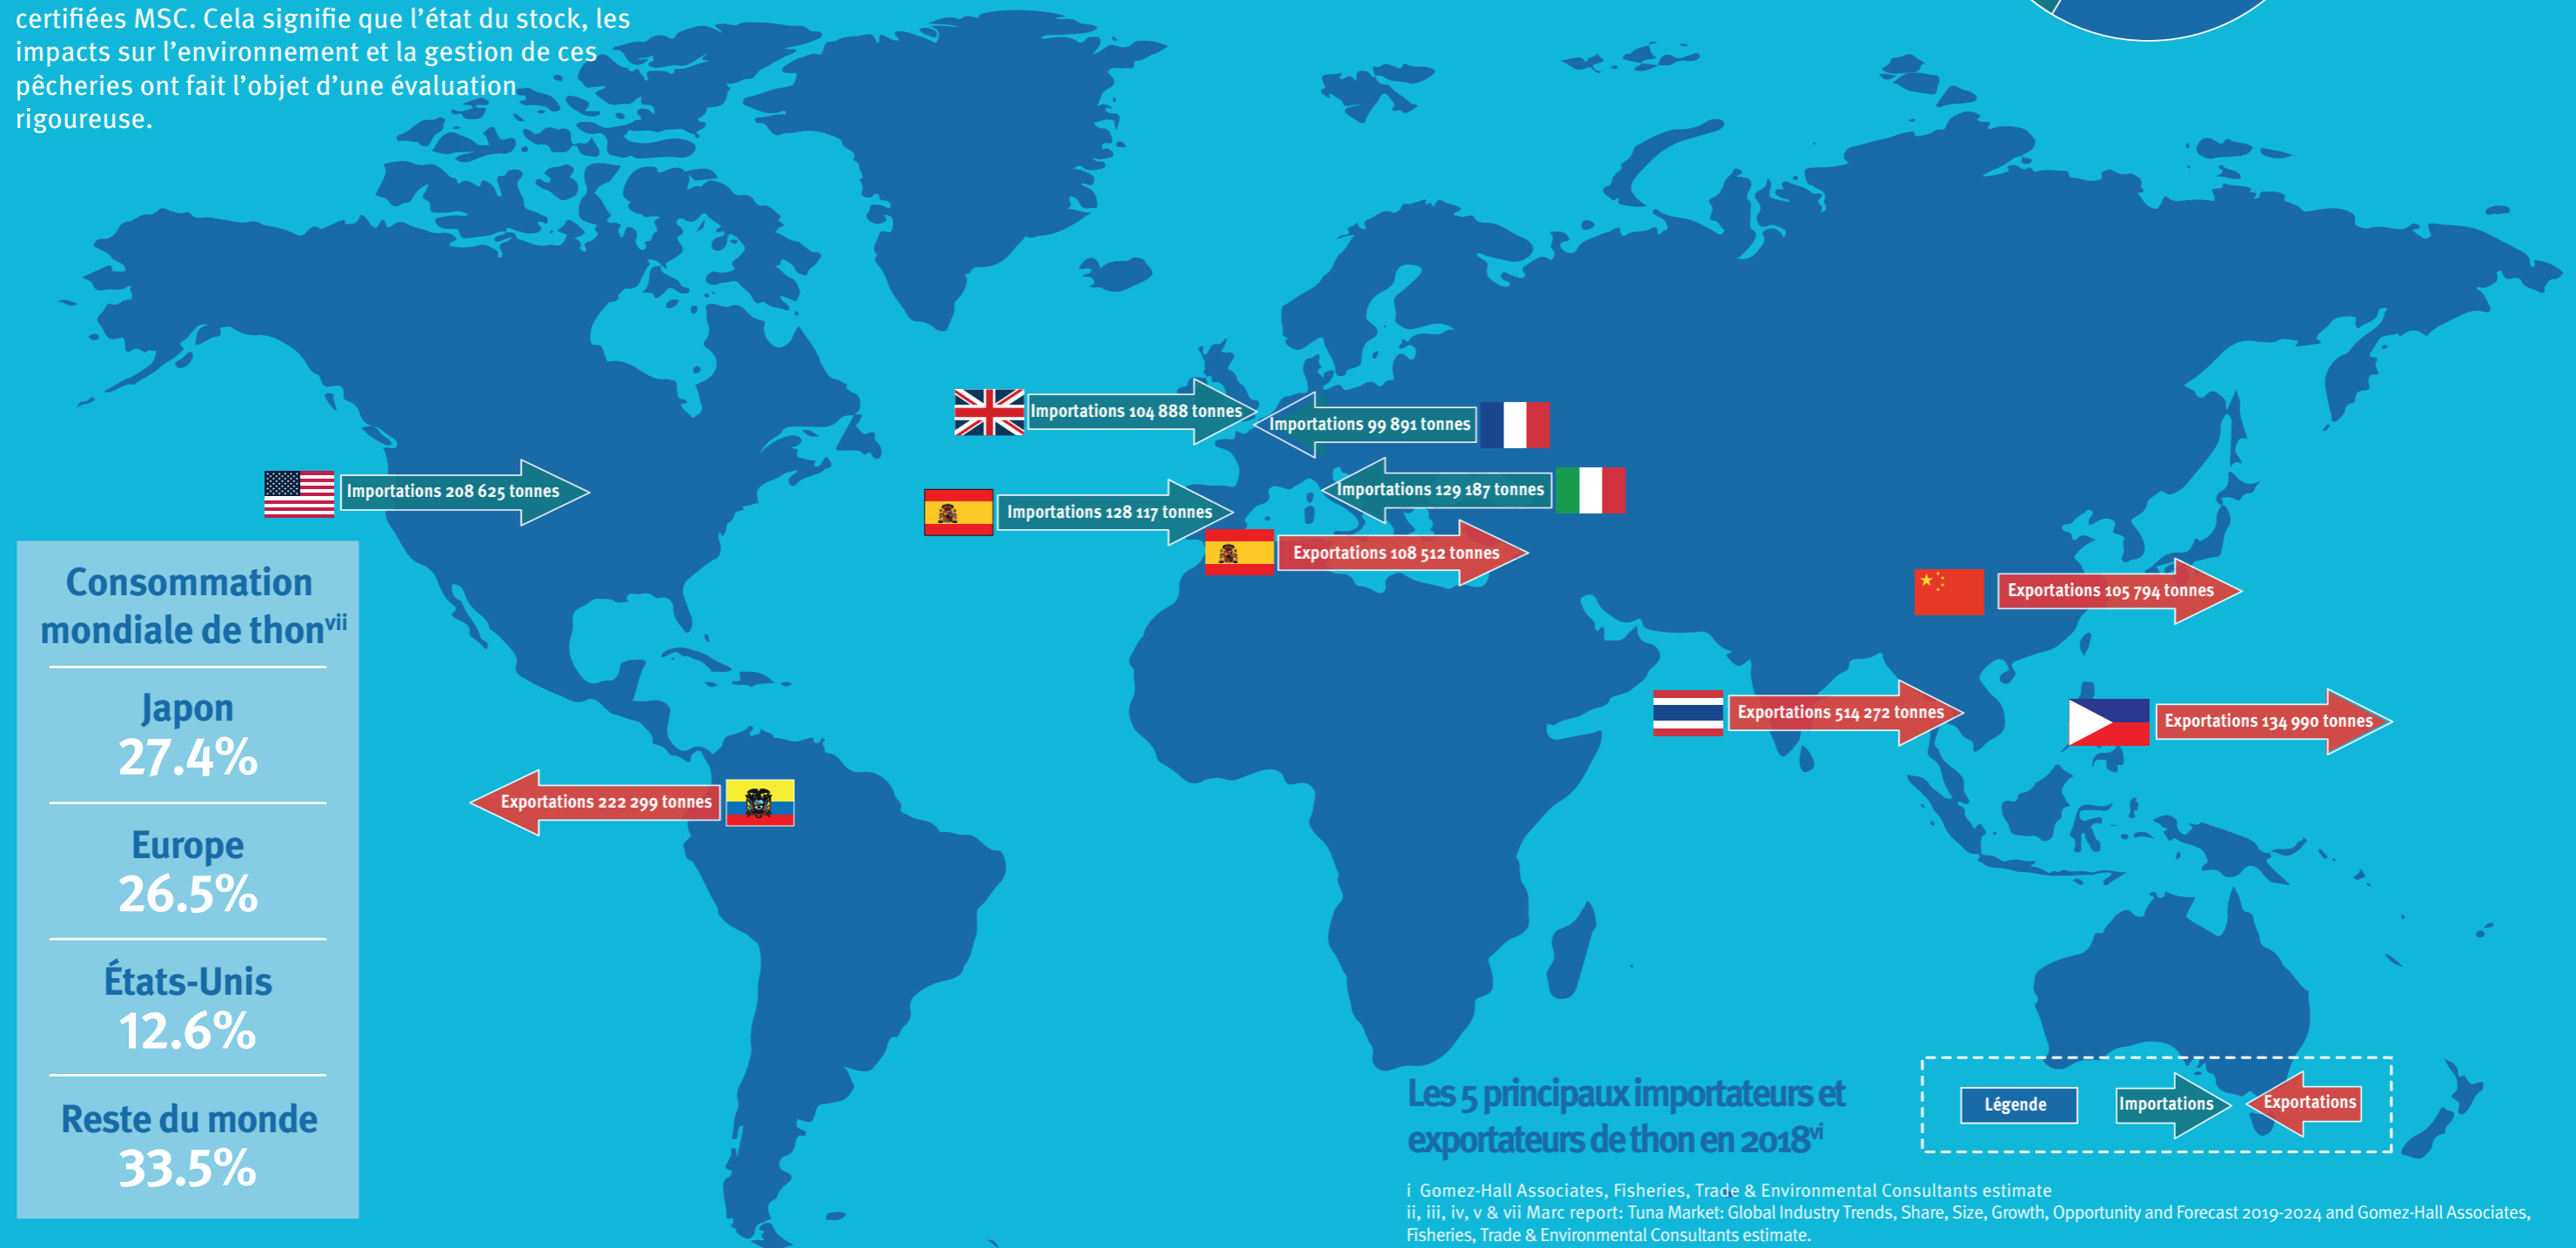 certifiées MSC. Cela signifie que l'état du stock, les
impacts sur l'environnement et la gestion de ces
pêcheries ont fait l'objet d'une évaluation
rigoureuse.
Importations 104 888 tonnes
Importations 99 891 tonnes
Importations 208 625 tonnes
Importations 129 187 tonnes
Importations 128 117 tonnes
Exportations 108 512 tonnes
Exportations 105 794 tonnes
Exportations 514 272 tonnes
Exportations 134 990 tonnes
Exportations 222 299 tonnes
Consommation
mondiale de thonvii
Japon
27.4%
Europe
26.5%
États-Unis
12.6%
Reste du monde
33.5%
Les 5 principaux importateurs et
exportateurs de thon en 2018vi
Légende
Importations
Exportations
i Gomez-Hall Associates, Fisheries, Trade & Environmental Consultants estimate
ii, iii, iv, v & vii Marc report: Tuna Market: Global Industry Trends, Share, Size, Growth, Opportunity and Forecast 2019-2024 and Gomez-Hall Associates,
Fisheries, Trade & Environmental Consultants estimate.